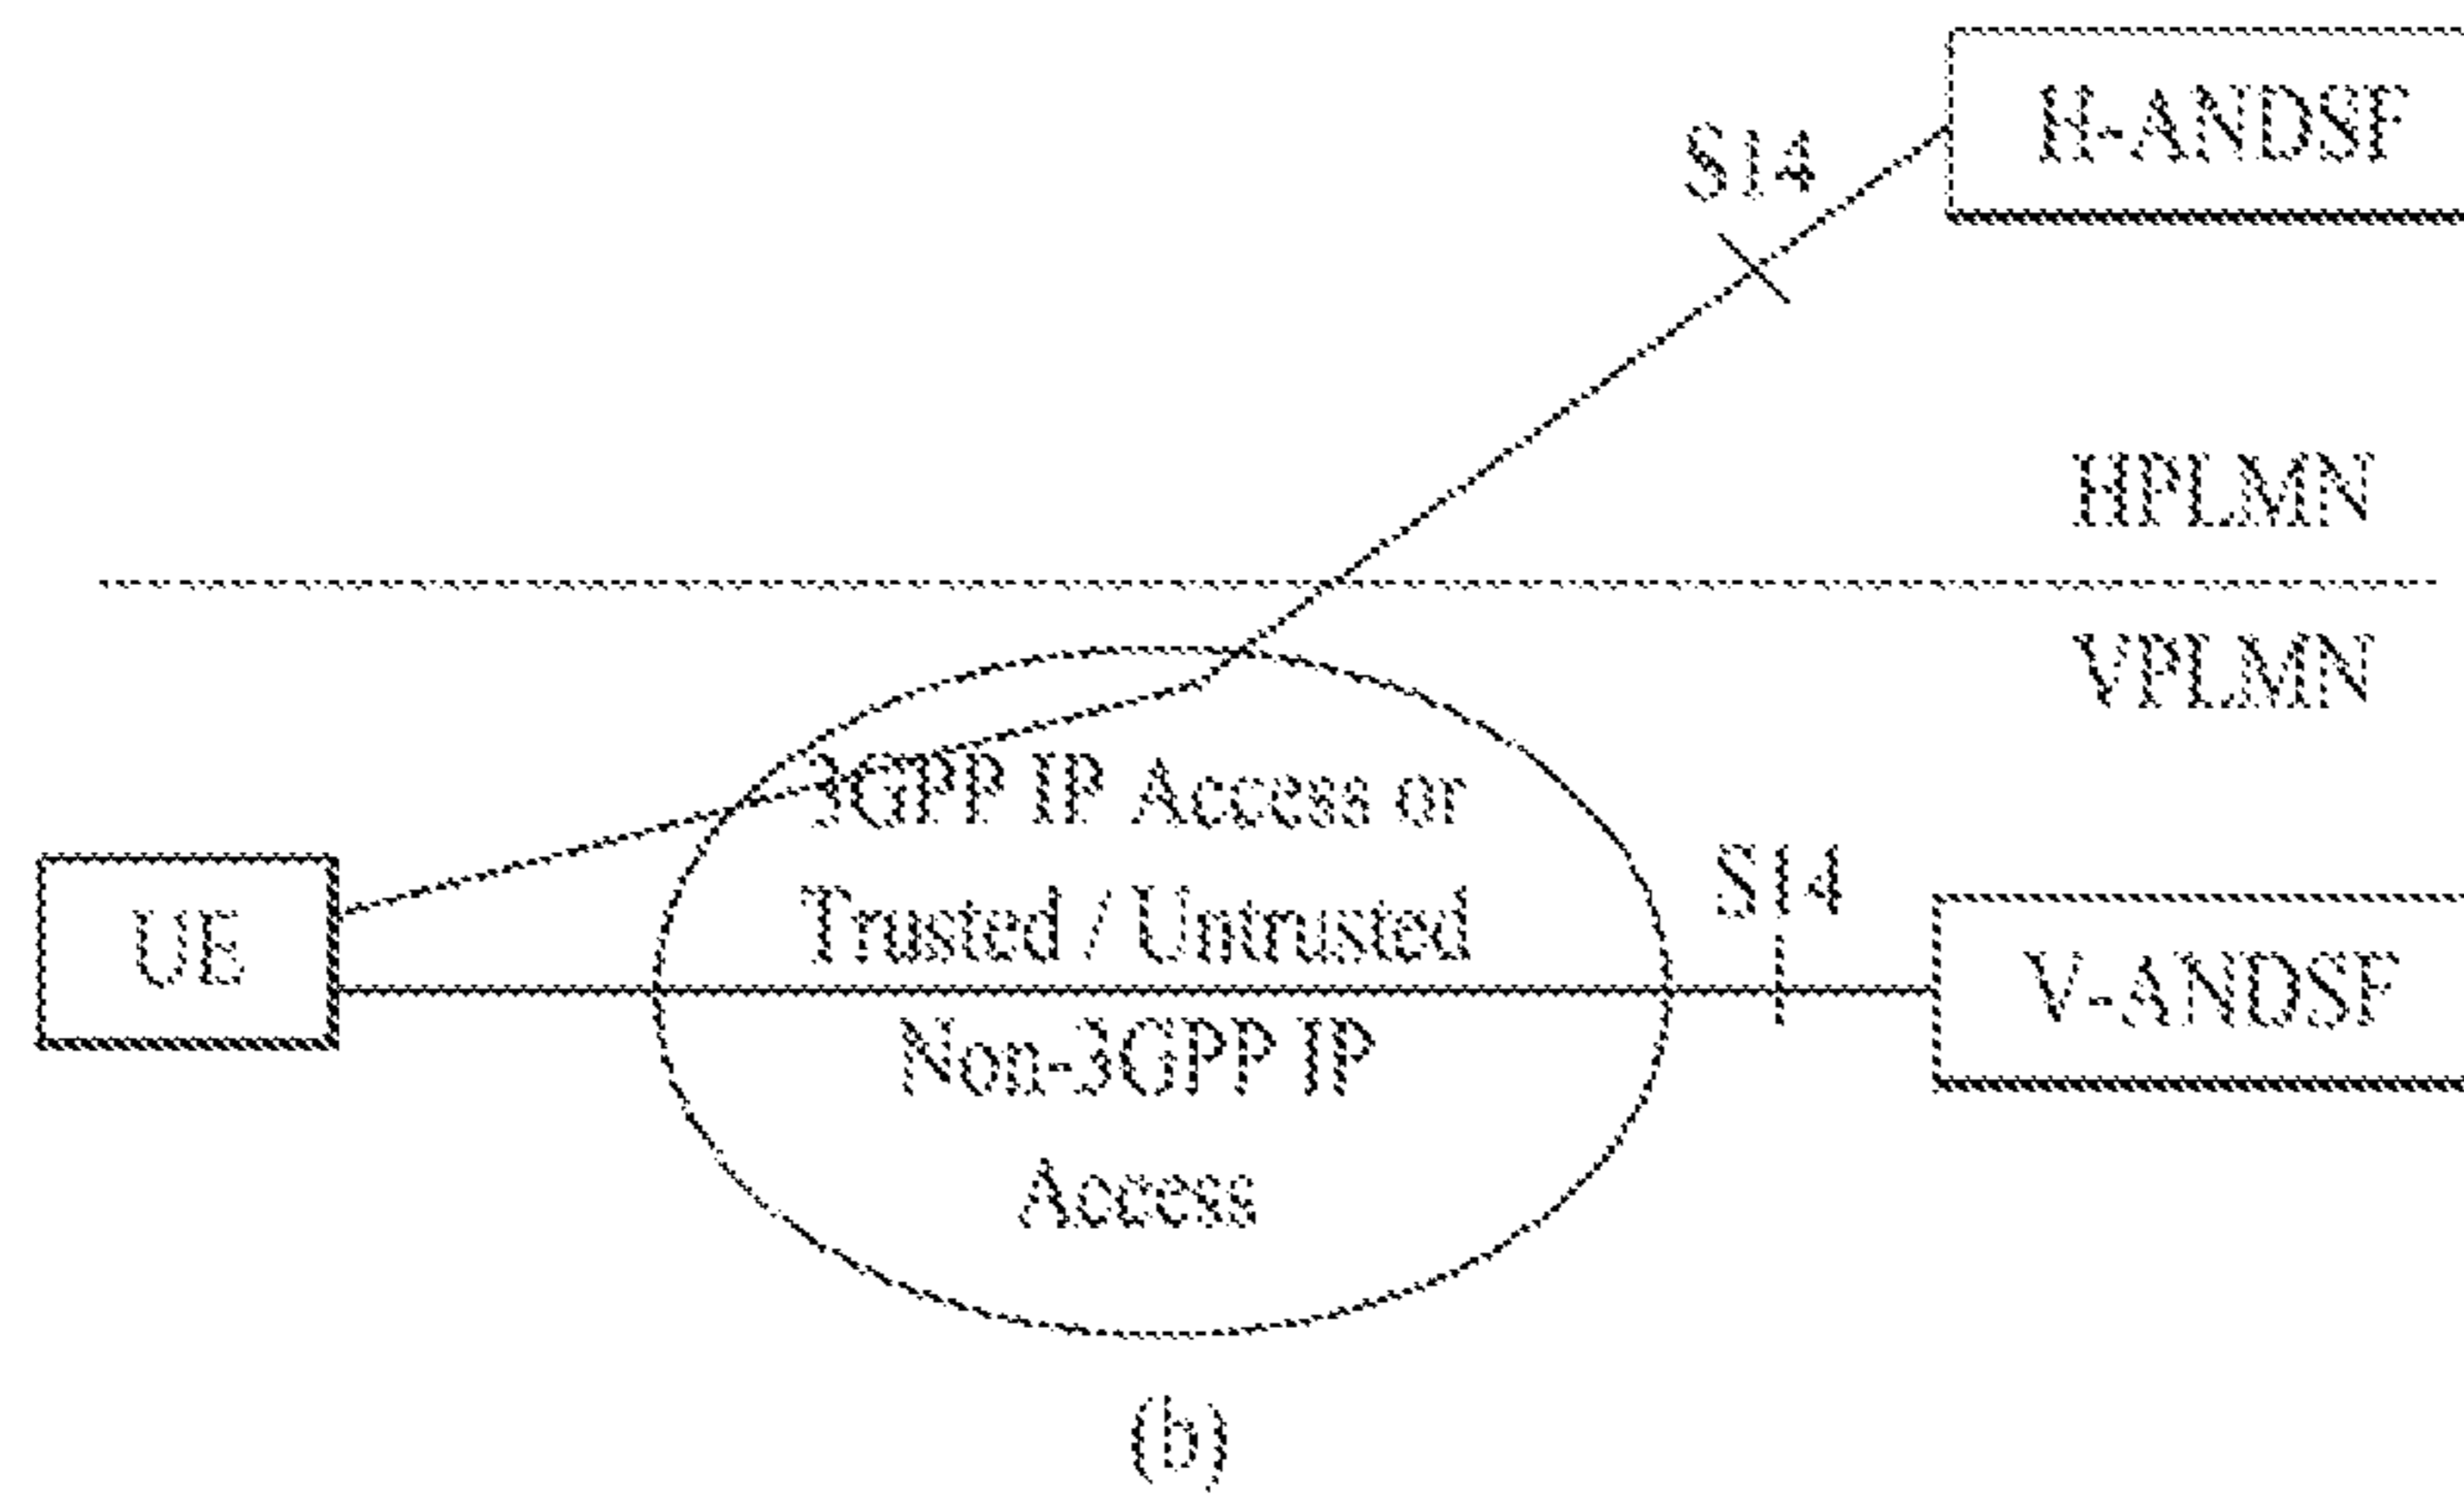 H-ANDSF
S14
HPLMN
VPLMN
3GPP IP Access or
Trusted / Untrusted
Non-3GPP IP
Access
UE
S14
V-ANDSF
(b)